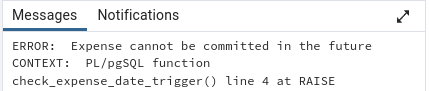 Messages Notifications
ERROR:  Expense cannot be committed in the future
CONTEXT:  PL/pgSQL function
check_expense_date_trigger() line 4 at RAISE